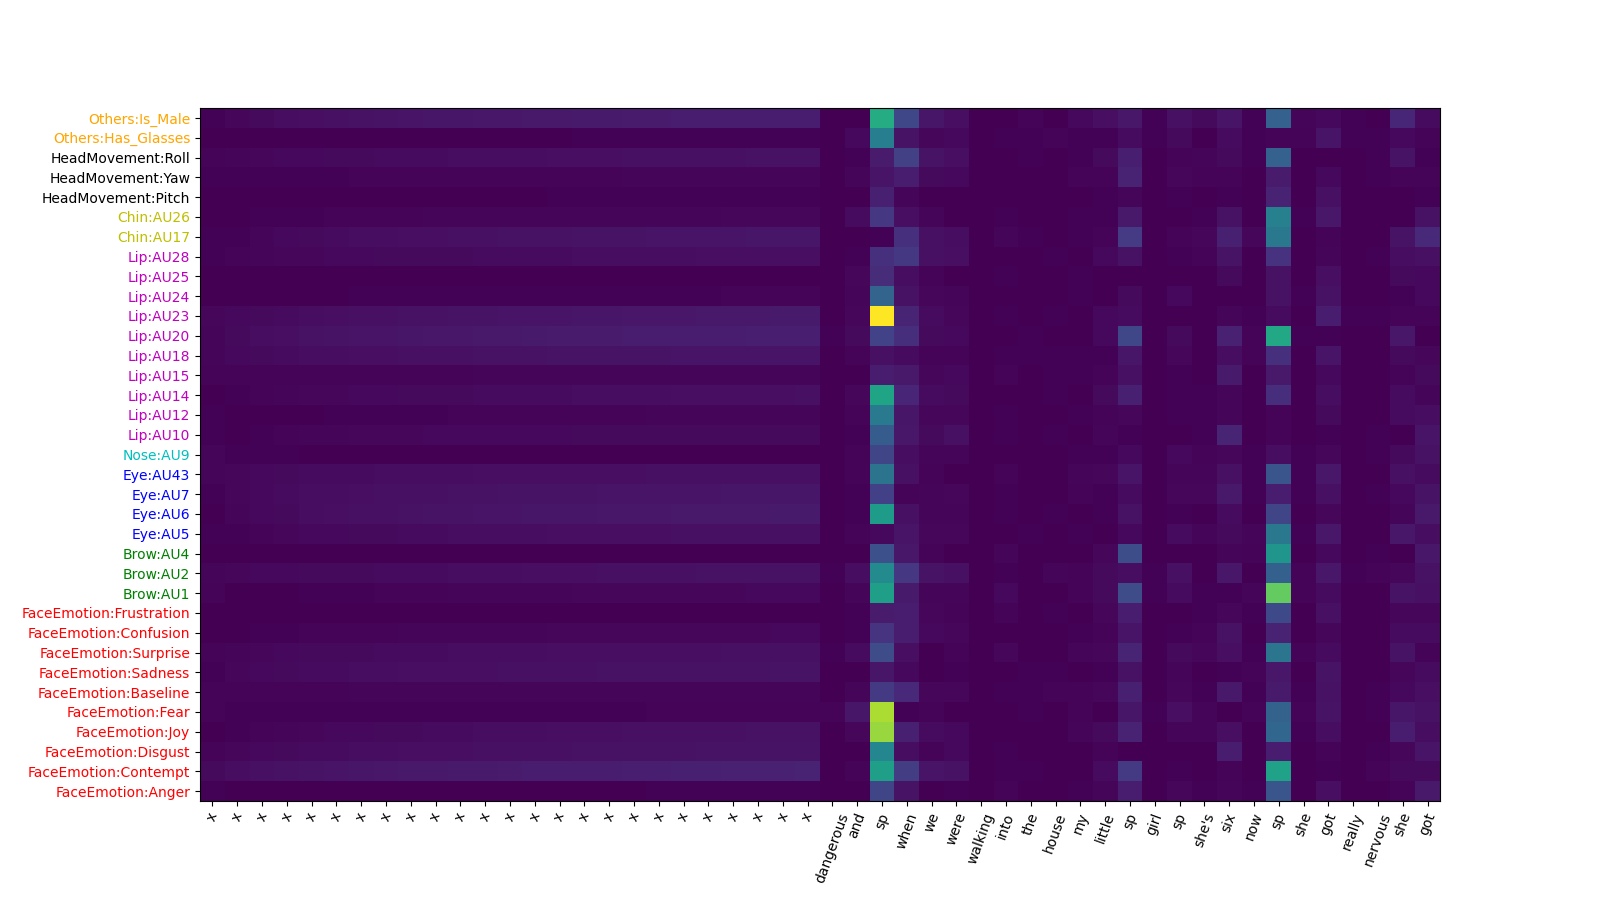 Others:Is_Male
Others:Has_Glasses
HeadMovement:Roll
HeadMovement:Yaw
HeadMovement:Pitch
Chin:AU26
Chin:AU17
Lip:AU28
Lip:AU25
Lip:AU24
Lip:AU23
Lip:AU20
Lip:AU18
Lip:AU15
Lip:AU14
Lip:AU12
Lip:AU10
Nose:AU9
Eye:AU43
Eye:AU7
Eye:AU6
Eye:AU5
Brow:AU4
Brow:AU2
Brow:AU1
FaceEmotion:Frustration
FaceEmotion:Confusion
FaceEmotion:Surprise
FaceEmotion:Sadness
FaceEmotion:Baseline
FaceEmotion:Fear
FaceEmotion:Joy
FaceEmotion:Disgust
FaceEmotion:Contempt
FaceEmotion:Anger
x x x x x x x x x x x x x x x x x x x x x x x x x dangerous and sp when we were walking into the house my little sp girl sp she's six now sp she got really nervous she got